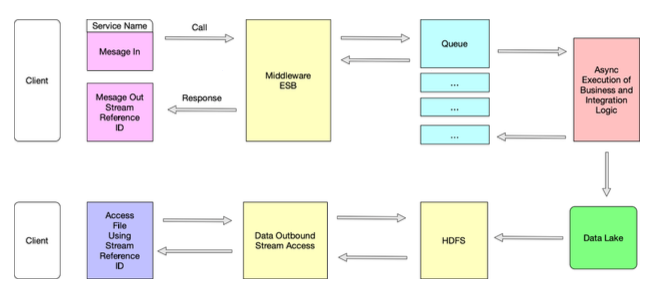 Client
Service Name
Mesage In
Call
Mesage Out
Stream
Reference
ID
Response
Middleware
ESB
Queue
...
...
...
Async
Execution of
Business and
Integration
Logic
Client
Access
File
Using
Stream
Reference
ID
Data Outbound
Stream Access
HDFS
Data Lake